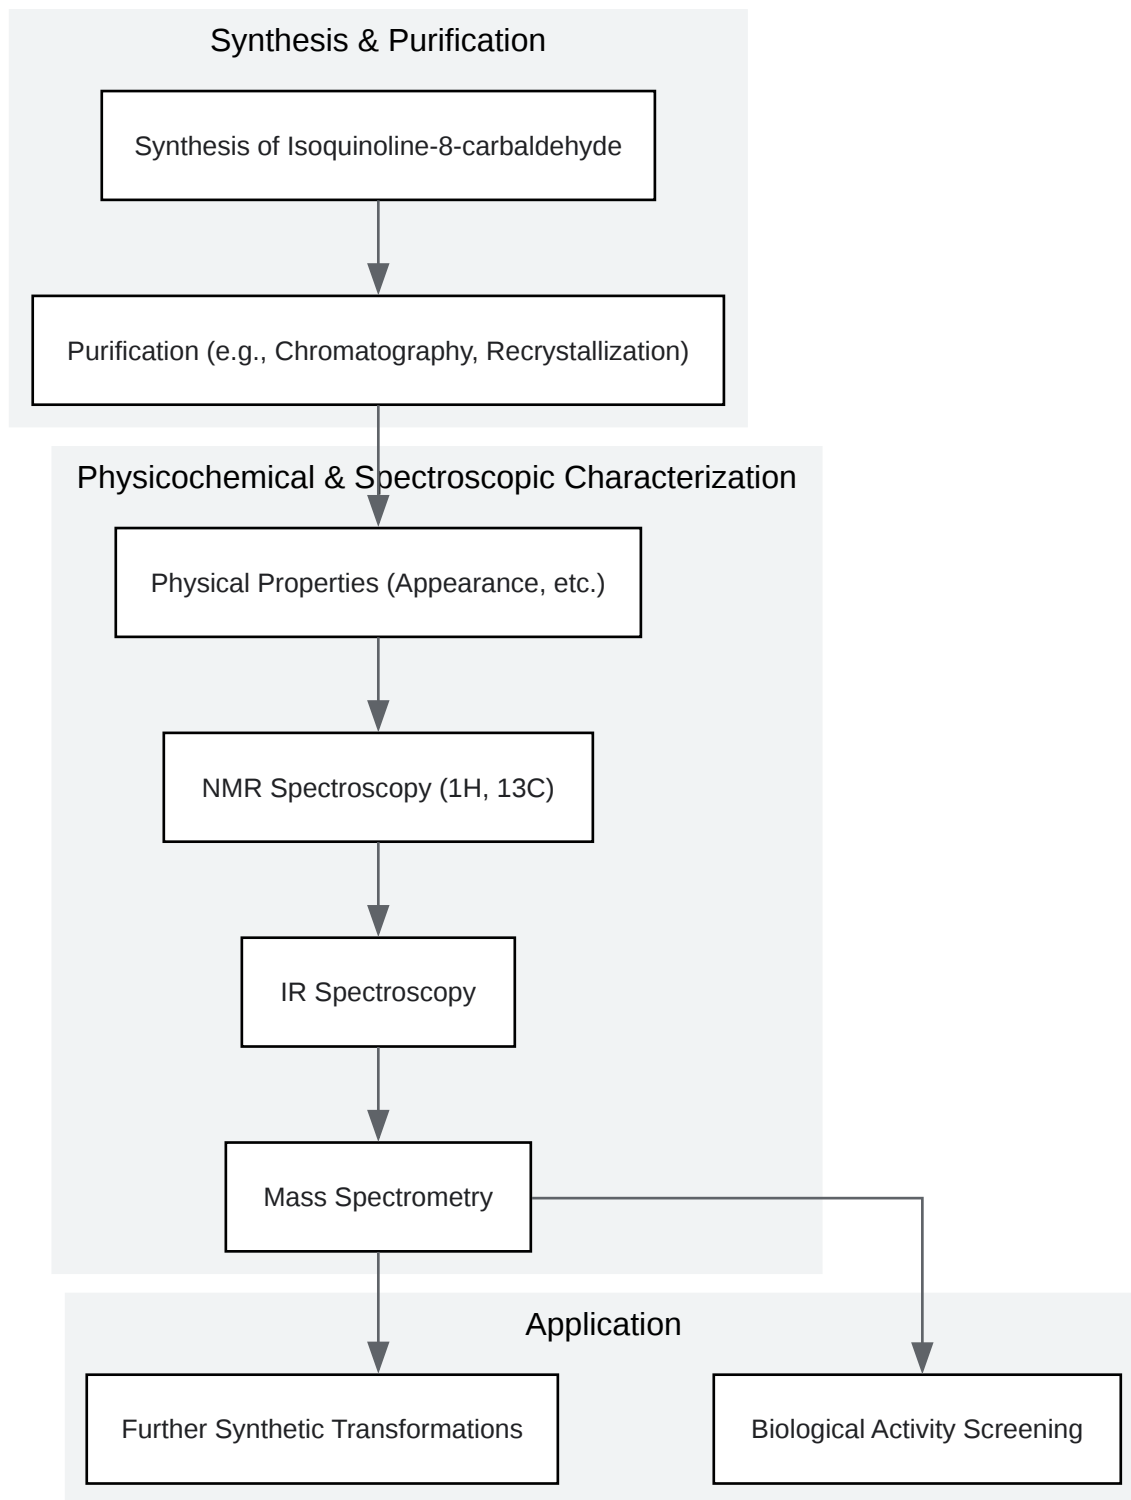 Synthesis & Purification
Synthesis of Isoquinoline-8-carbaldehyde
Purification (e.g., Chromatography, Recrystallization)
Physicochemical & Spectroscopic Characterization
Physical Properties (Appearance, etc.)
NMR Spectroscopy (1H, 13C)
IR Spectroscopy
Mass Spectrometry
Application
Further Synthetic Transformations
Biological Activity Screening